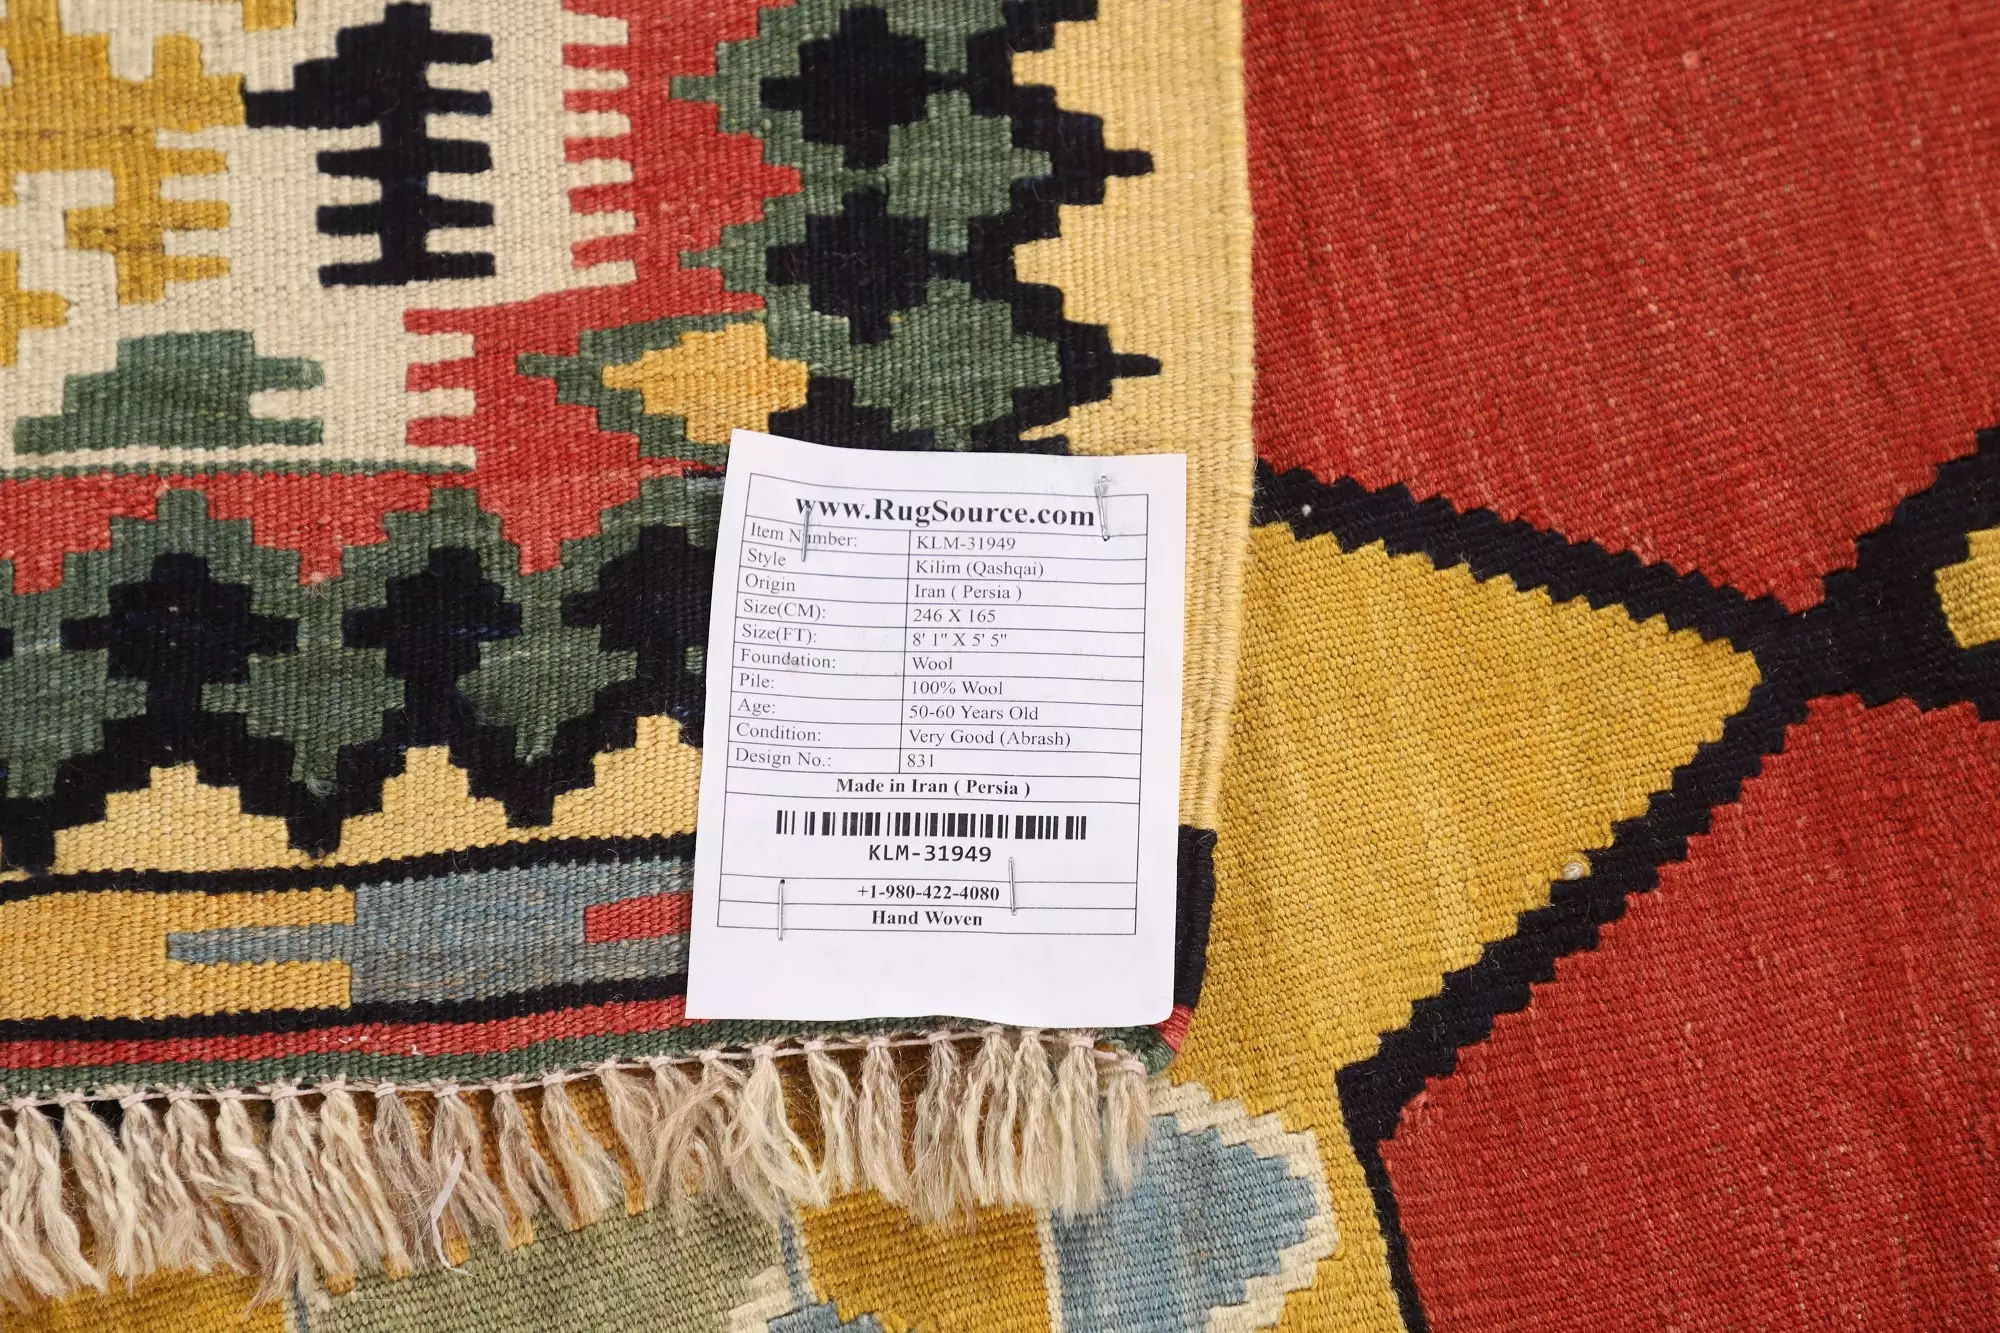 www.RugSource.com
Item Number: KLM-31949
Style Kilim (Qashqai)
Origin Iran ( Persia )
Size(CM): 246 X 165
Size(FT): 8' 1" X 5' 5"
Foundation: Wool
Pile: 100% Wool
Age: 50-60 Years Old
Condition: Very Good (Abrash)
Design No.: 831
Made in Iran ( Persia )
KLM-31949
+1-980-422-4080
Hand Woven